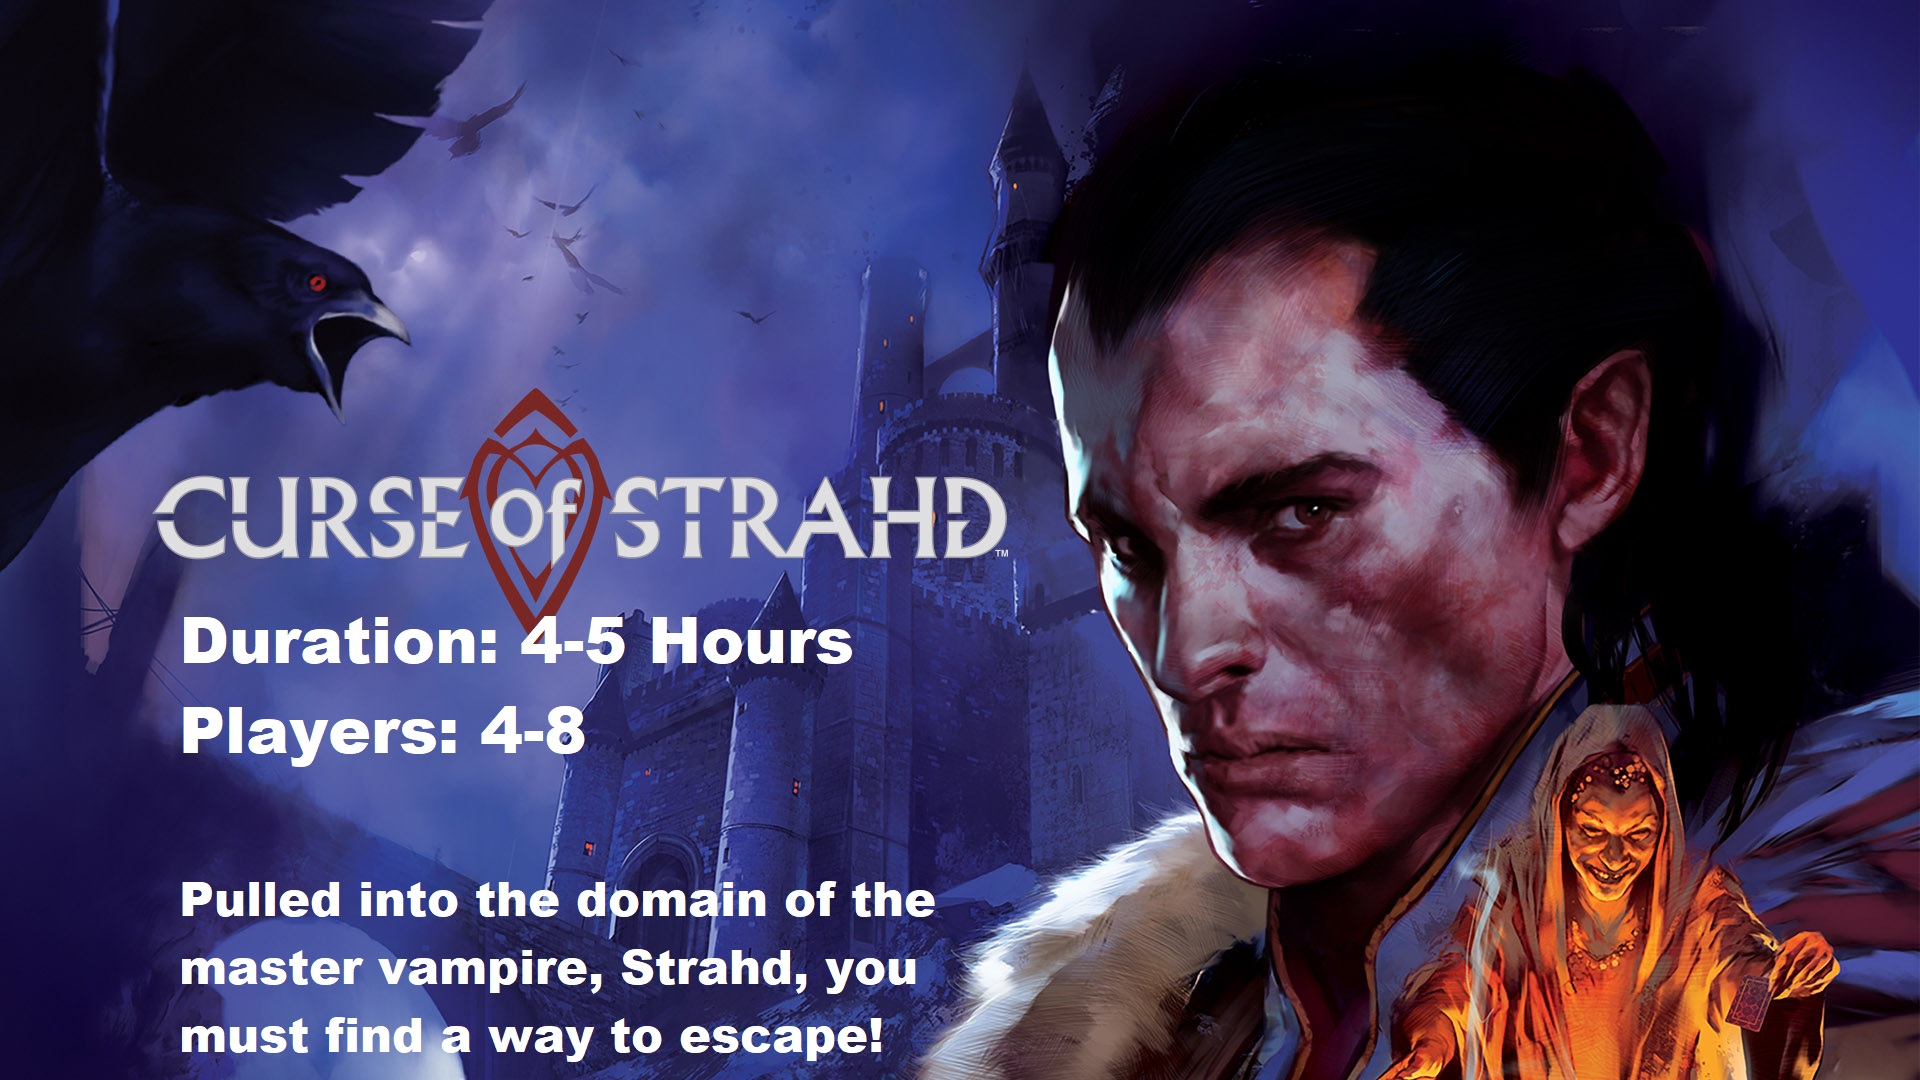 CURSE of STRAHD™
Duration: 4-5 Hours
Players: 4-8
Pulled into the domain of the
master vampire, Strahd, you
must find a way to escape!